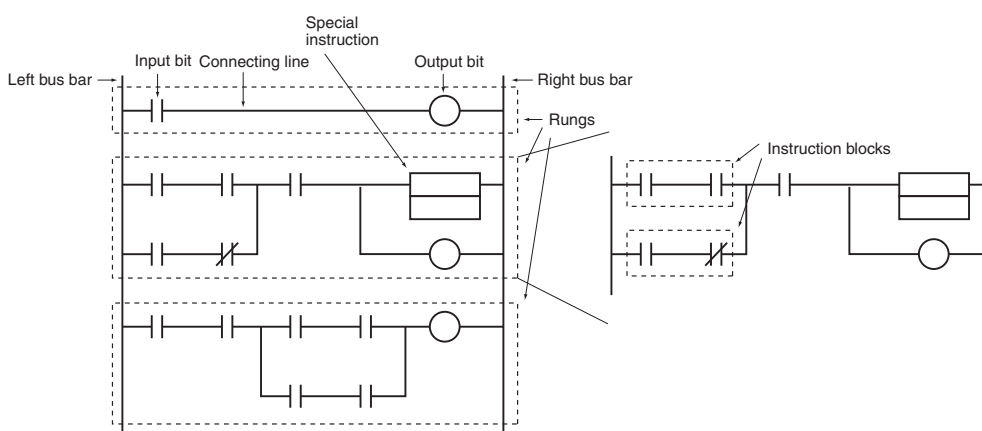 Special
instruction
Input bit
Connecting line
Output bit
Left bus bar
Right bus bar
Rungs
Instruction blocks